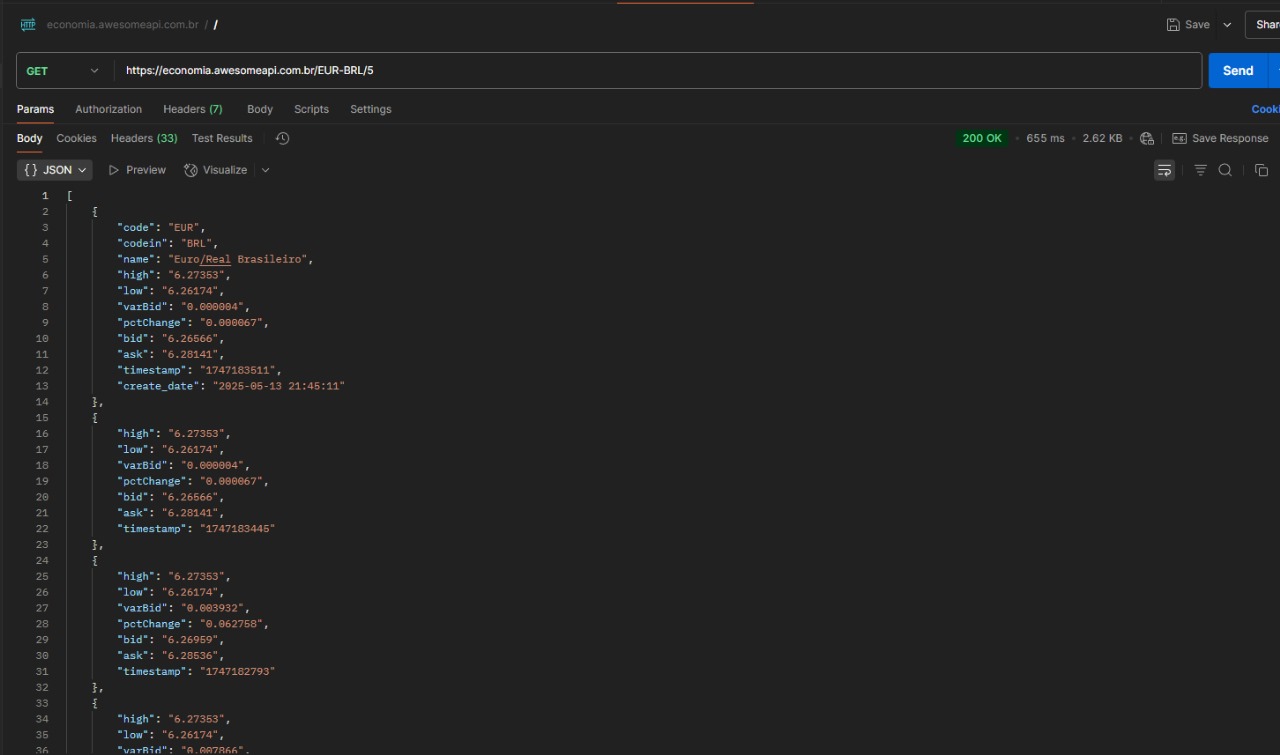 HTTP economia.awesomeapi.com.br / / Save Shar
GET https://economia.awesomeapi.com.br/EUR-BRL/5 Send
Params Authorization Headers (7) Body Scripts Settings Cooki
Body Cookies Headers (33) Test Results 200 OK • 655 ms • 2.62 KB e.g. Save Response
{} JSON Preview Visualize
1 [
2 {
3 "code": "EUR",
4 "codein": "BRL",
5 "name": "Euro/Real Brasileiro",
6 "high": "6.27353",
7 "low": "6.26174",
8 "varBid": "0.000004",
9 "pctChange": "0.000067",
10 "bid": "6.26566",
11 "ask": "6.28141",
12 "timestamp": "1747183511",
13 "create_date": "2025-05-13 21:45:11"
14 },
15 {
16 "high": "6.27353",
17 "low": "6.26174",
18 "varBid": "0.000004",
19 "pctChange": "0.000067",
20 "bid": "6.26566",
21 "ask": "6.28141",
22 "timestamp": "1747183445"
23 },
24 {
25 "high": "6.27353",
26 "low": "6.26174",
27 "varBid": "0.003932",
28 "pctChange": "0.062758",
29 "bid": "6.26959",
30 "ask": "6.28536",
31 "timestamp": "1747182793"
32 },
33 {
34 "high": "6.27353",
35 "low": "6.26174",
36 "varBid": "0.007866",